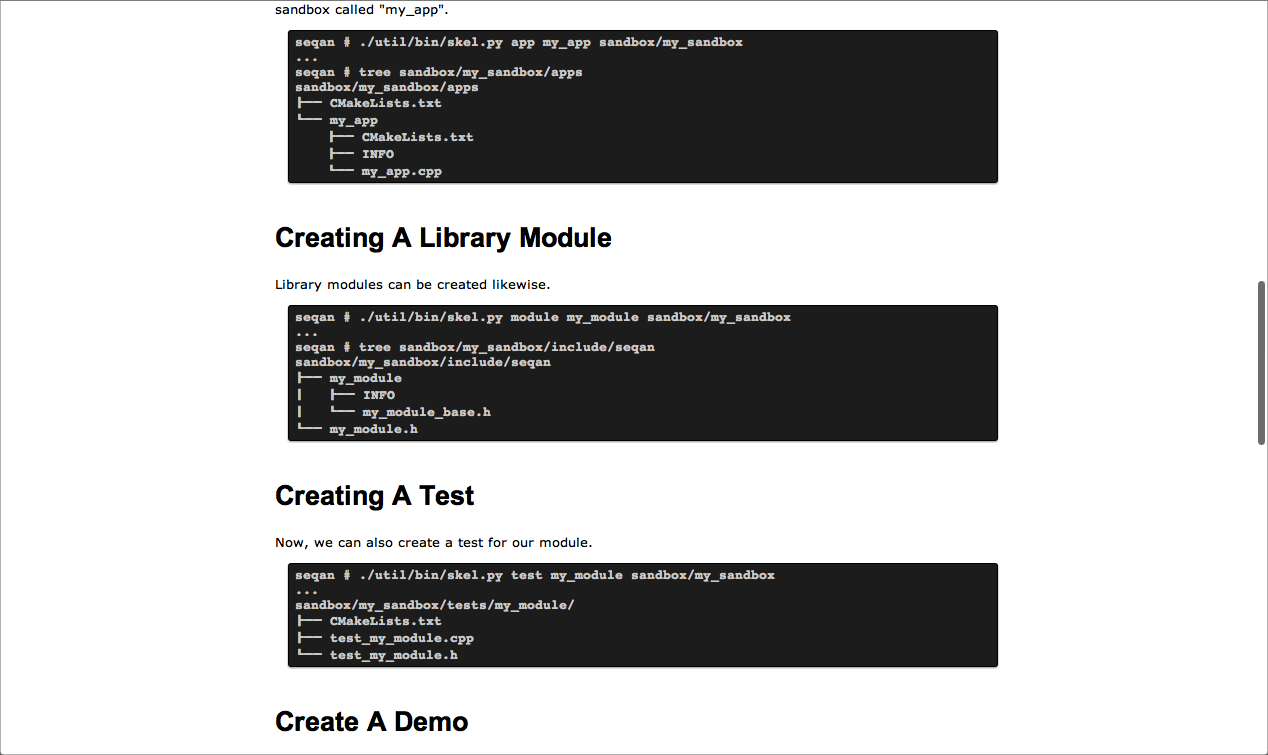 sandbox called "my_app".
seqan # ./util/bin/skel.py app my_app sandbox/my_sandbox
...
seqan # tree sandbox/my_sandbox/apps
sandbox/my_sandbox/apps
├── CMakeLists.txt
└── my_app
    ├── CMakeLists.txt
    ├── INFO
    └── my_app.cpp
Creating A Library Module
Library modules can be created likewise.
seqan # ./util/bin/skel.py module my_module sandbox/my_sandbox
...
seqan # tree sandbox/my_sandbox/include/seqan
sandbox/my_sandbox/include/seqan
├── my_module
│   ├── INFO
│   └── my_module_base.h
└── my_module.h
Creating A Test
Now, we can also create a test for our module.
seqan # ./util/bin/skel.py test my_module sandbox/my_sandbox
...
sandbox/my_sandbox/tests/my_module/
├── CMakeLists.txt
├── test_my_module.cpp
└── test_my_module.h
Create A Demo